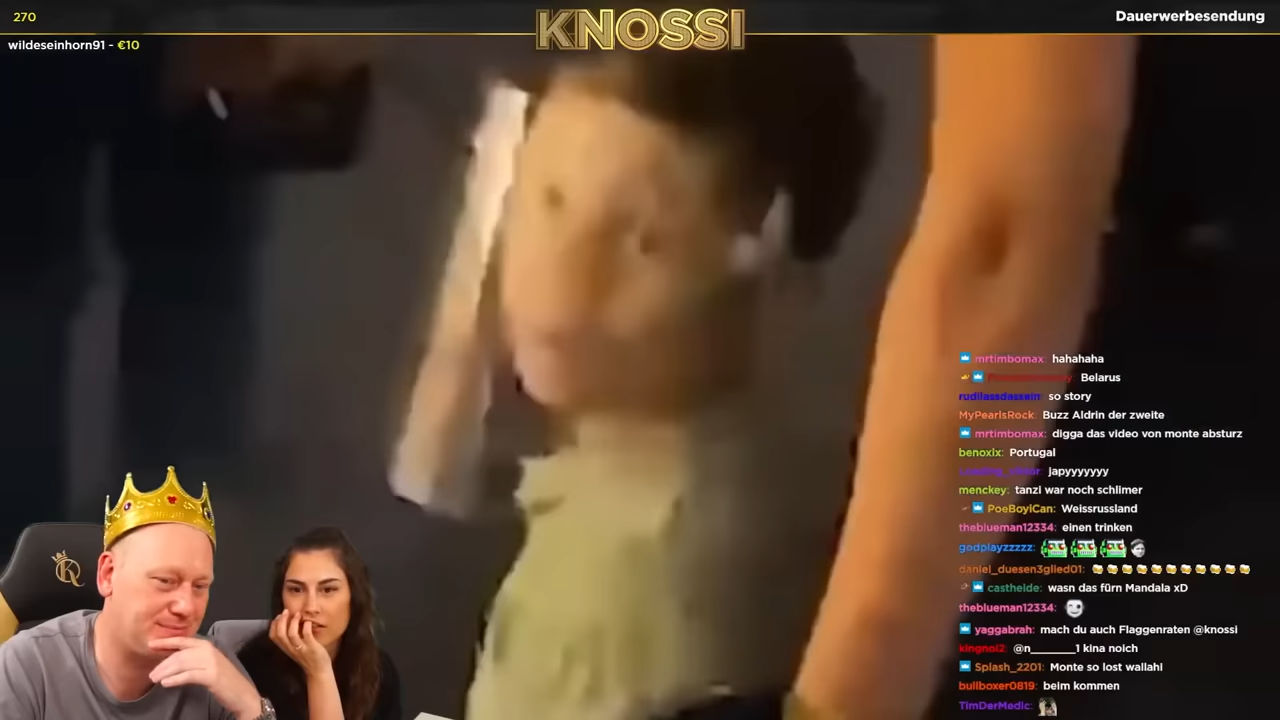 270
KNOSSI
Dauerwerbesendung
wildeseinhorn91 - €10
mrtimbomax: hahahaha
Belarus
rudilassdassein: so story
MyPearlsRock: Buzz Aldrin der zweite
mrtimbomax: digga das video von monte absturz
benoxix: Portugal
japyyyyyyy
menckey: tanzi war noch schlimer
PoeBoyICan: Weissrussland
theblueman12334: einen trinken
godplayzzzzz:
daniel_duesen3glied01:
castheide: wasn das fürn Mandala xD
theblueman12334:
yaggabrah: mach du auch Flaggenraten @knossi
kingnoi2: @n_______1 kina noich
Splash_2201: Monte so lost wallahi
bullboxer0819: beim kommen
TimDerMedic: